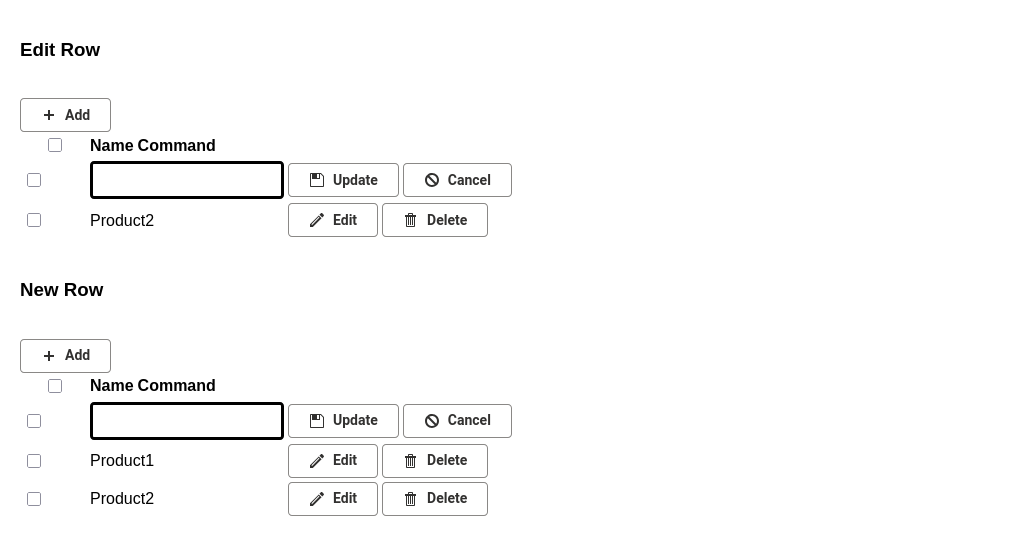 Edit Row
Add
Name Command
Update Cancel
Product2 Edit Delete
New Row
Add
Name Command
Update Cancel
Product1 Edit Delete
Product2 Edit Delete